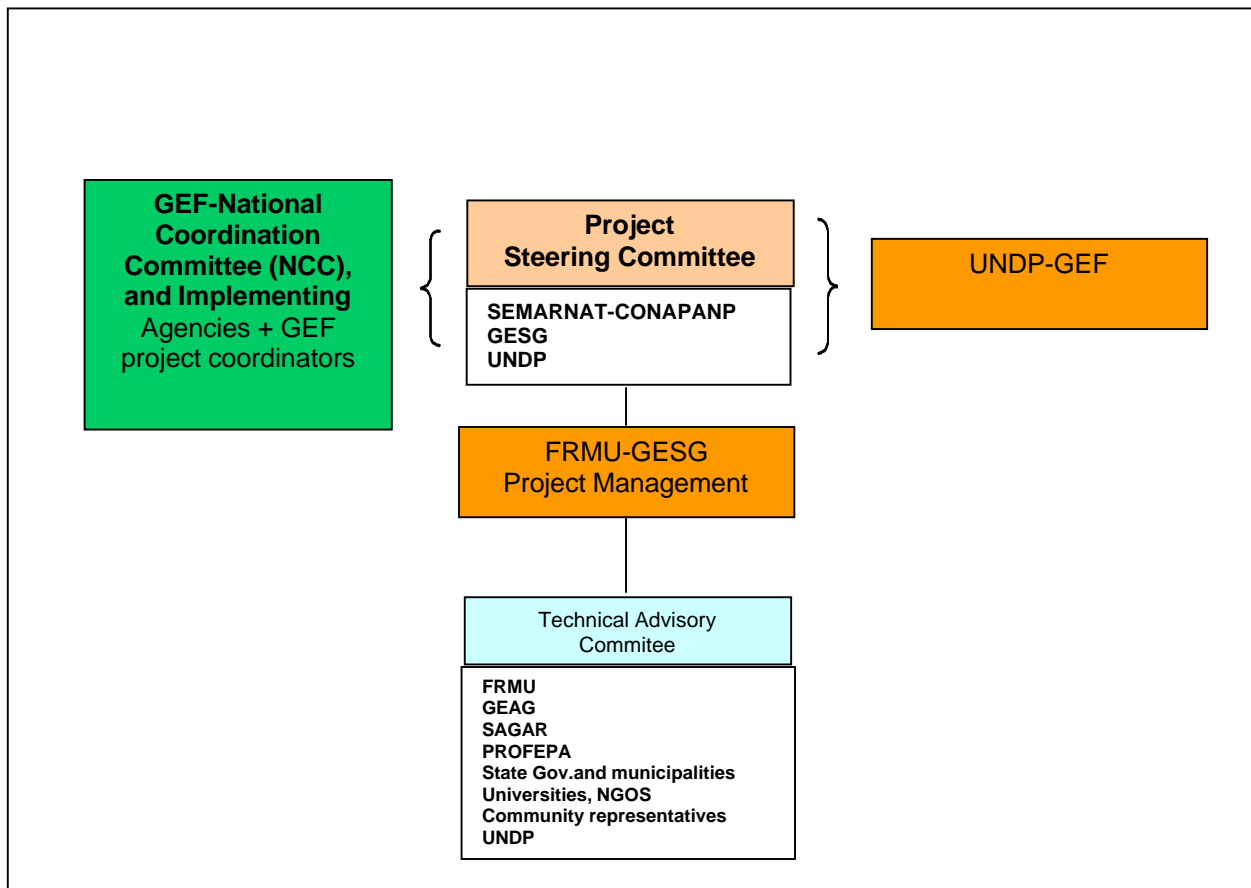 GEF-National
Coordination
Committee (NCC),
and Implementing
Agencies + GEF
project coordinators
Project
Steering Committee
SEMARNAT-CONAPANP
GESG
UNDP
UNDP-GEF
FRMU-GESG
Project Management
Technical Advisory
Commitee
FRMU
GEAG
SAGAR
PROFEPA
State Gov.and municipalities
Universities, NGOS
Community representatives
UNDP